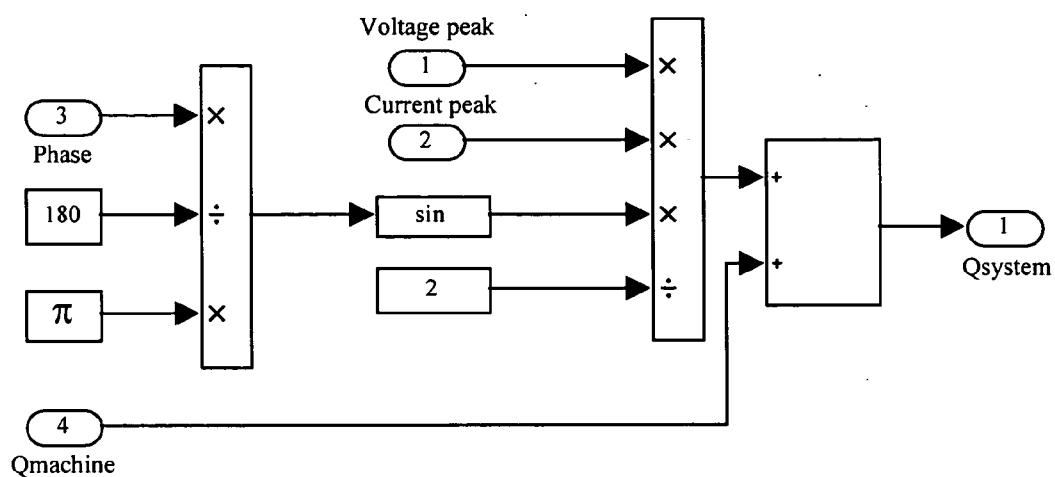 Voltage peak
1
×
3
Phase
×
Current peak
2
×
180
÷
sin
×
+
1
Qsystem
2
÷
+
π
×
4
Qmachine